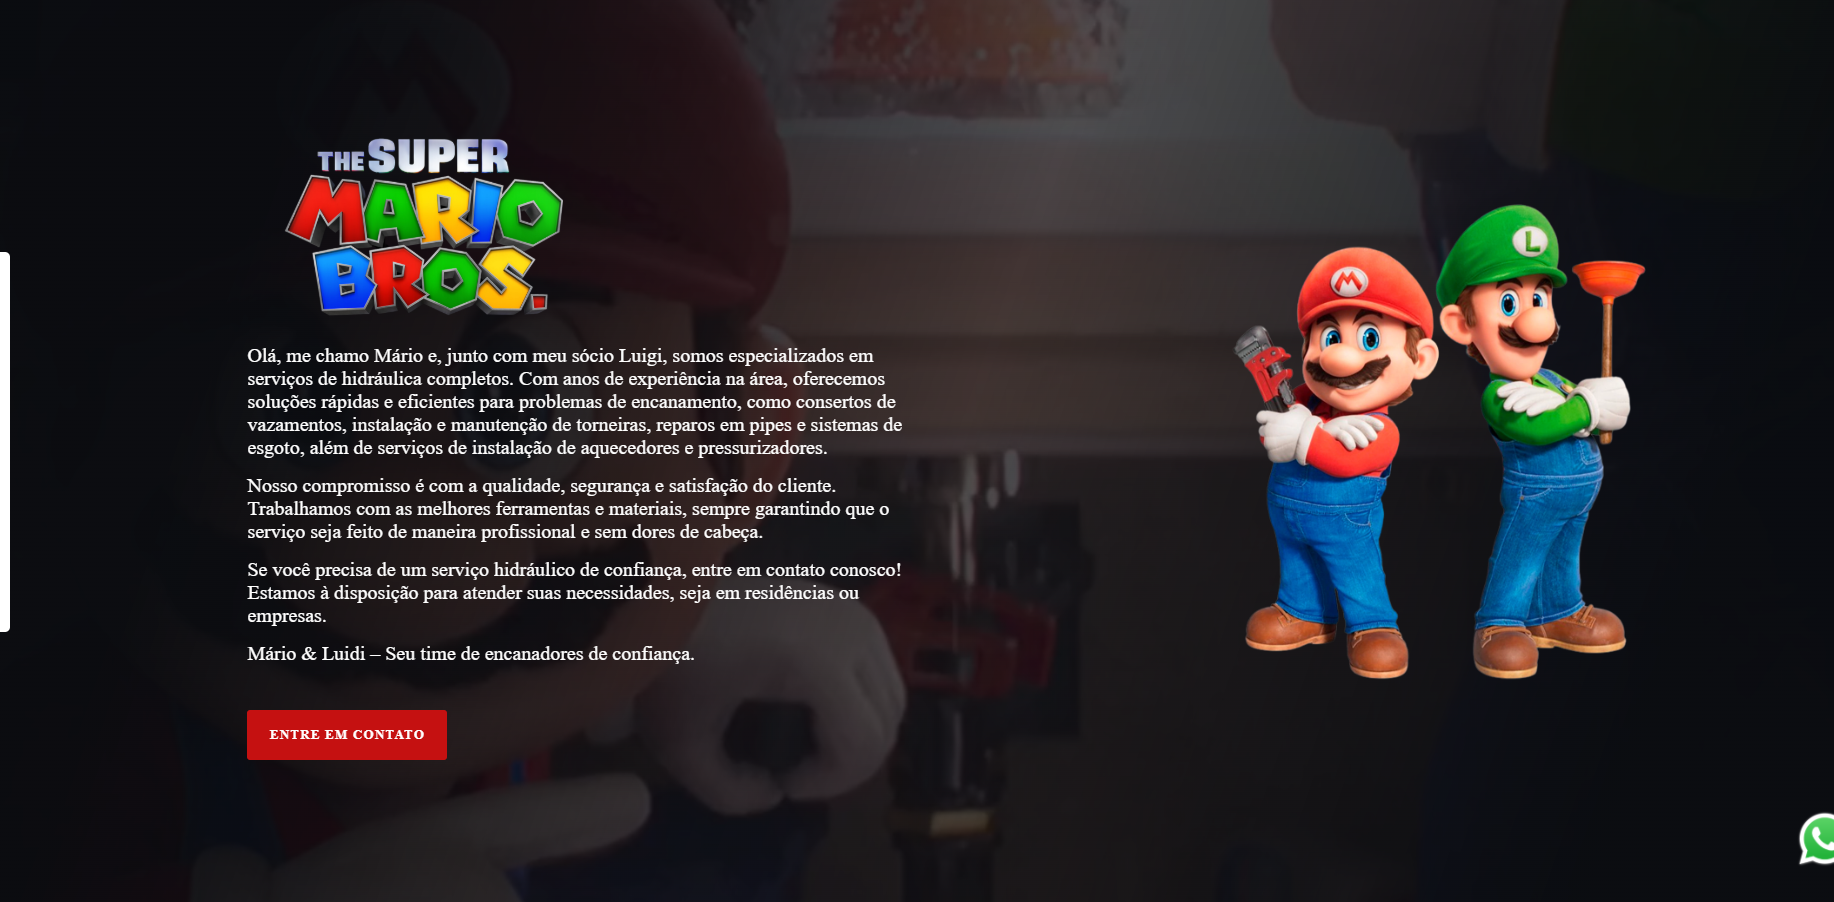 THE SUPER
MARIO
BROS.
Olá, me chamo Mário e, junto com meu sócio Luigi, somos especializados em
serviços de hidráulica completos. Com anos de experiência na área, oferecemos
soluções rápidas e eficientes para problemas de encanamento, como consertos de
vazamentos, instalação e manutenção de torneiras, reparos em pipes e sistemas de
esgoto, além de serviços de instalação de aquecedores e pressurizadores.
Nosso compromisso é com a qualidade, segurança e satisfação do cliente.
Trabalhamos com as melhores ferramentas e materiais, sempre garantindo que o
serviço seja feito de maneira profissional e sem dores de cabeça.
Se você precisa de um serviço hidráulico de confiança, entre em contato conosco!
Estamos à disposição para atender suas necessidades, seja em residências ou
empresas.
Mário & Luidi – Seu time de encanadores de confiança.
ENTRE EM CONTATO
M
L